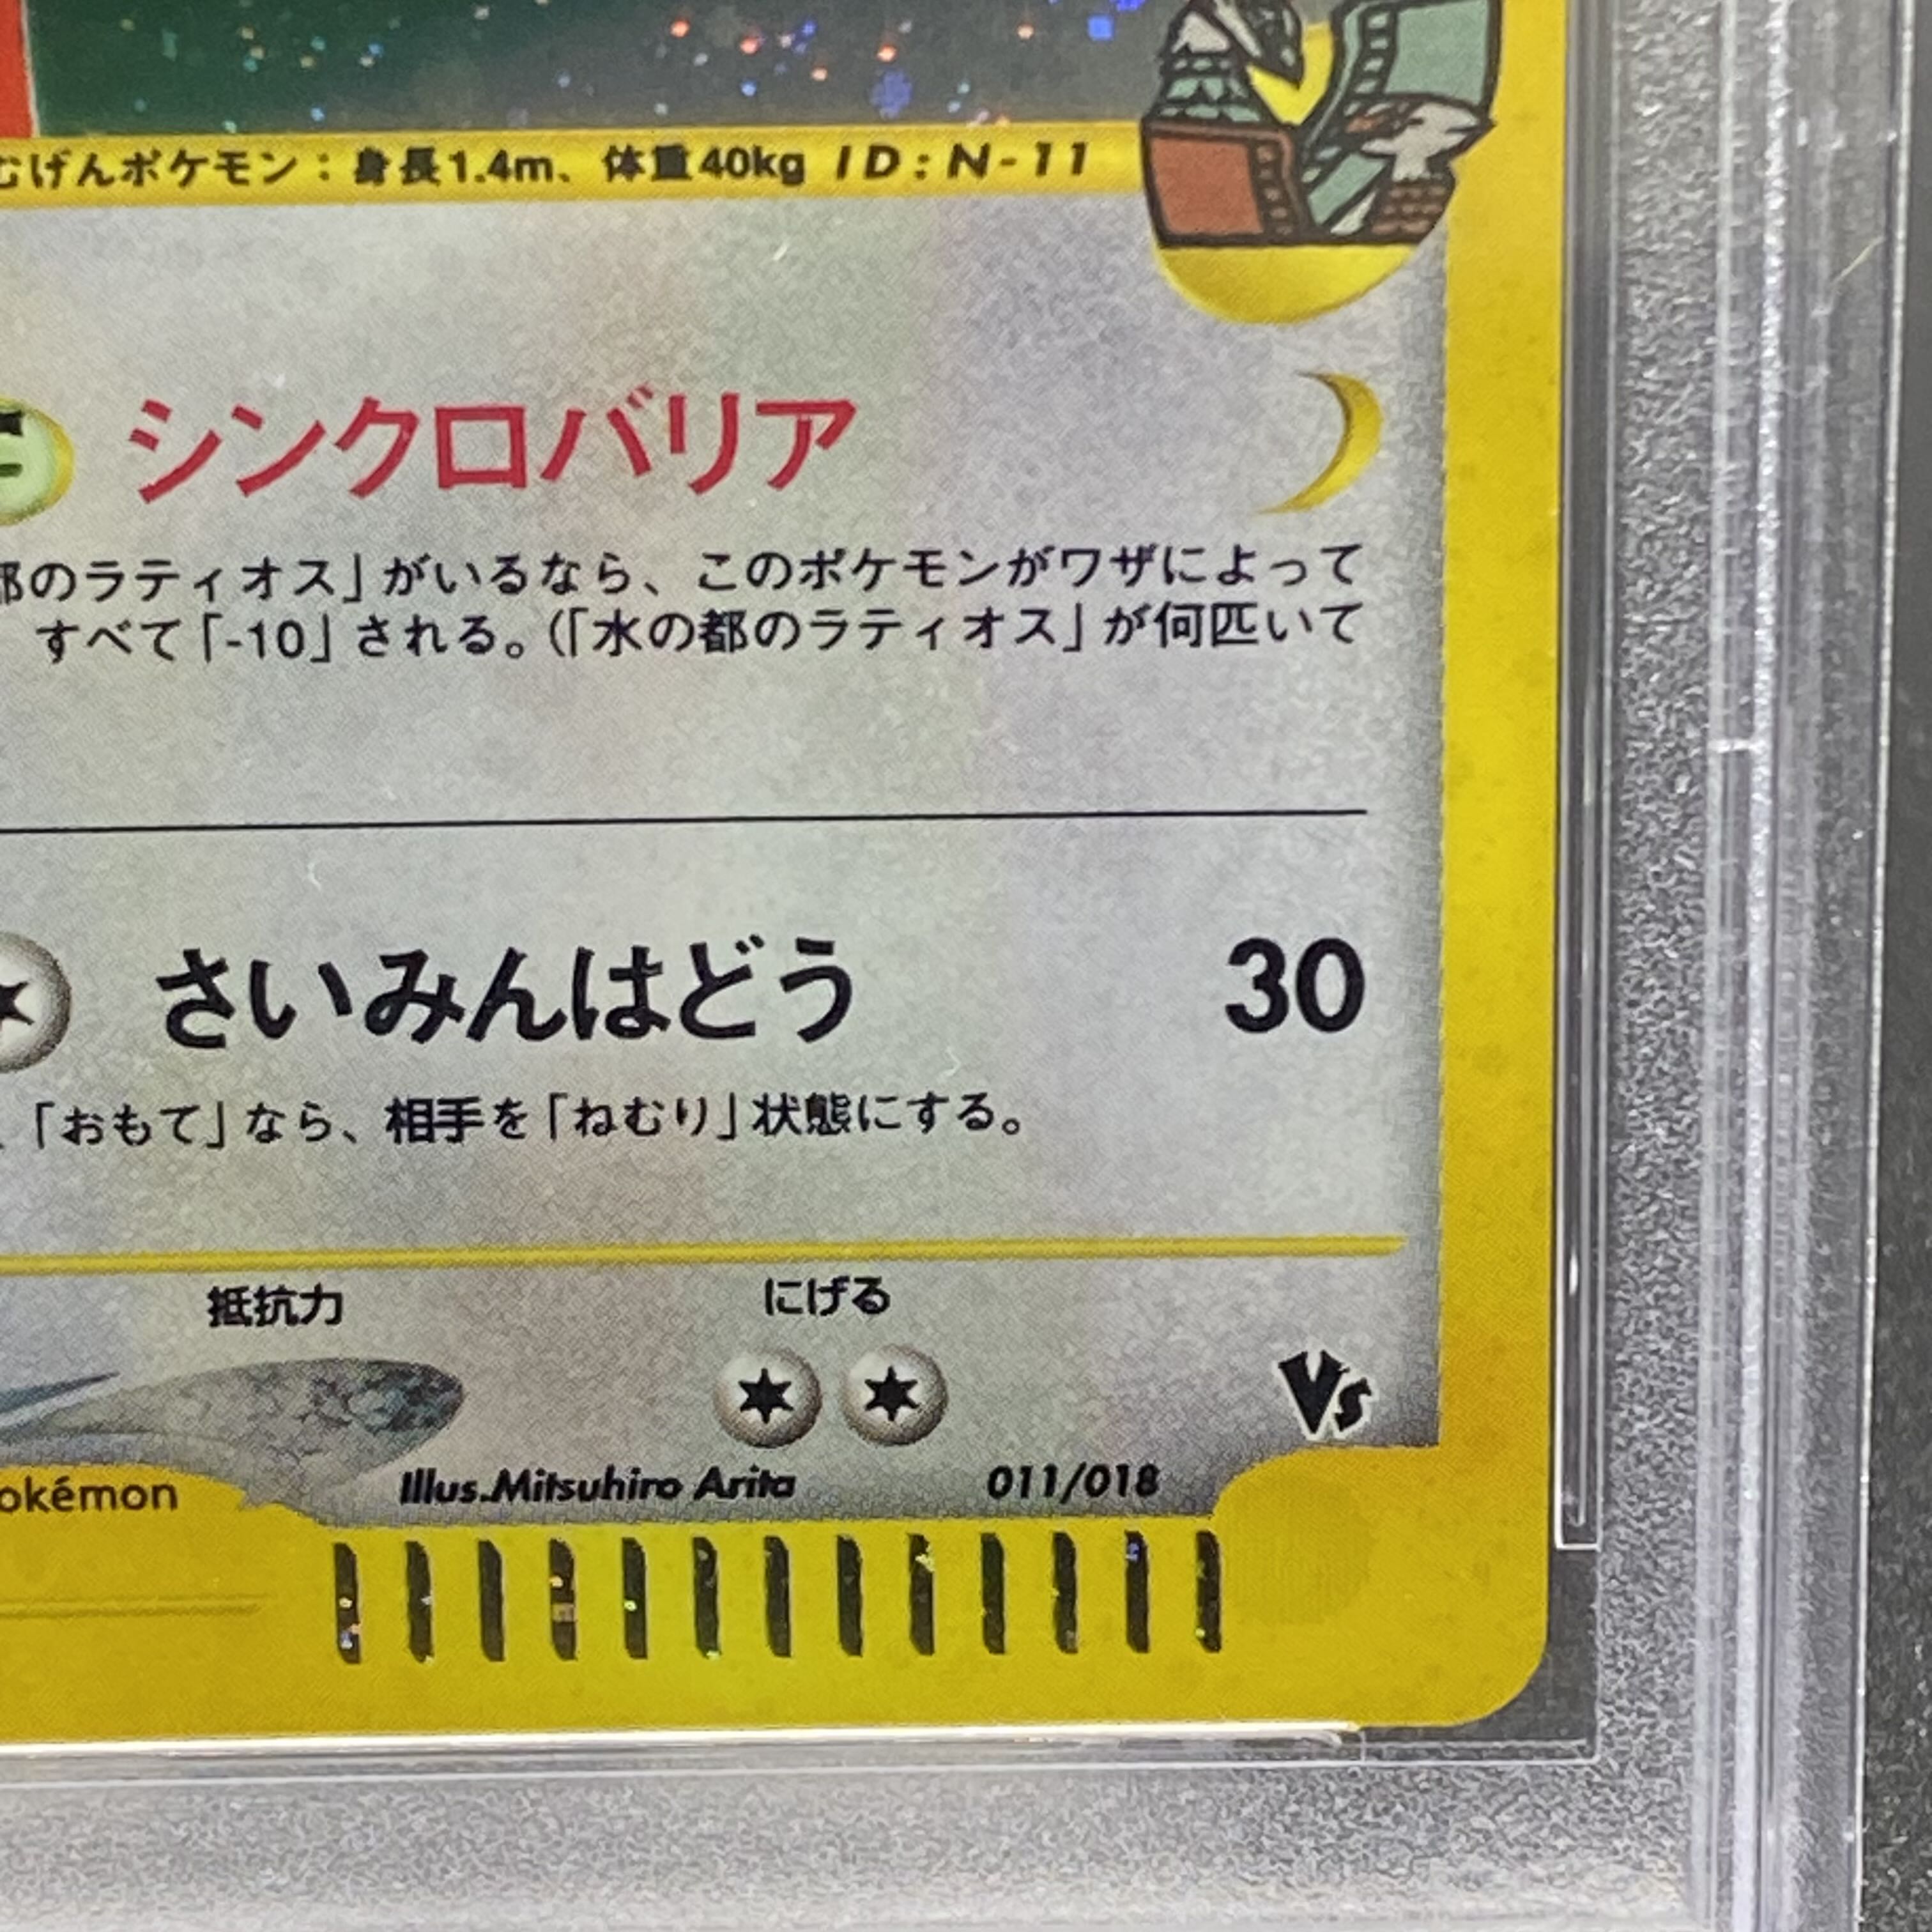 むげんポケモン：身長1.4m、体重40kg ID:N-11
シンクロバリア
都のラティオス」がいるなら、このポケモンがワザによって
すべて「-10」される。（「水の都のラティオス」が何匹いて
さいみんはどう 30
「おもて」なら、相手を「ねむり」状態にする。
抵抗力 にげる
Vs
okémon Illus.Mitsuhiro Arita 011/018